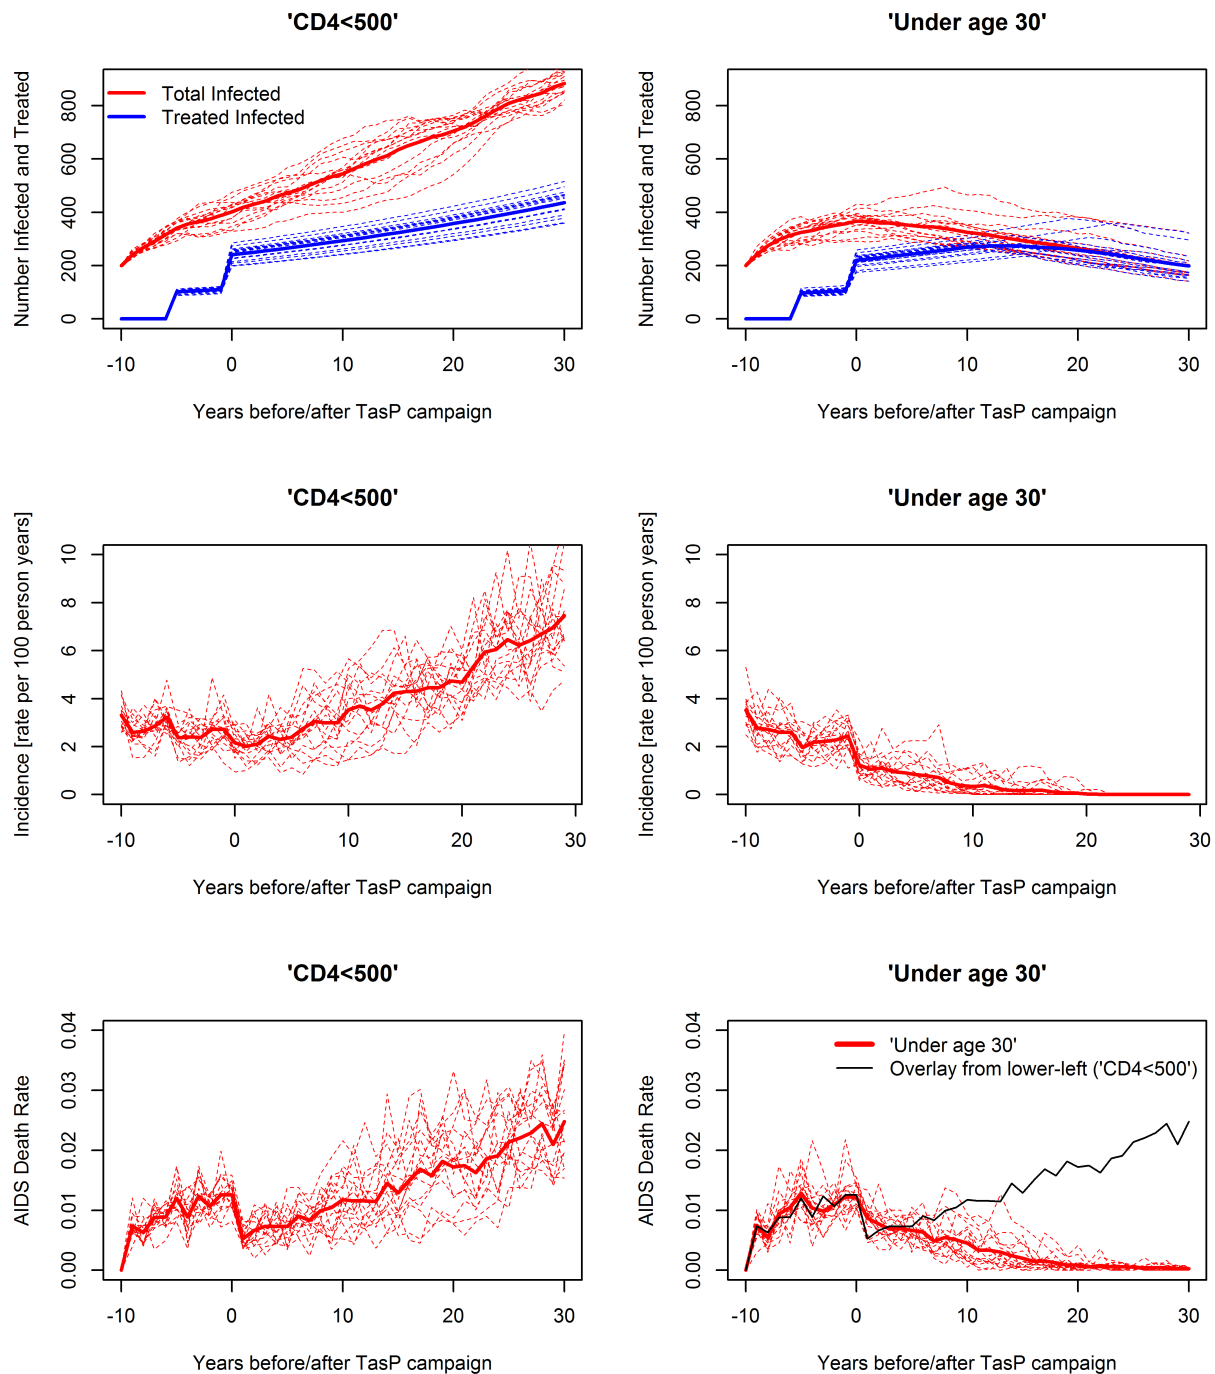 'CD4<500'
Number Infected and Treated
800
600
400
200
0
Total Infected
Treated Infected
-10 0 10 20 30
Years before/after TasP campaign
'Under age 30'
Number Infected and Treated
800
600
400
200
0
-10 0 10 20 30
Years before/after TasP campaign
'CD4<500'
Incidence [rate per 100 person years]
10
8
6
4
2
0
-10 0 10 20 30
Years before/after TasP campaign
'Under age 30'
Incidence [rate per 100 person years]
10
8
6
4
2
0
-10 0 10 20 30
Years before/after TasP campaign
'CD4<500'
AIDS Death Rate
0.04
0.03
0.02
0.01
0.00
-10 0 10 20 30
Years before/after TasP campaign
'Under age 30'
AIDS Death Rate
0.04
0.03
0.02
0.01
0.00
'Under age 30'
Overlay from lower-left ('CD4<500')
-10 0 10 20 30
Years before/after TasP campaign